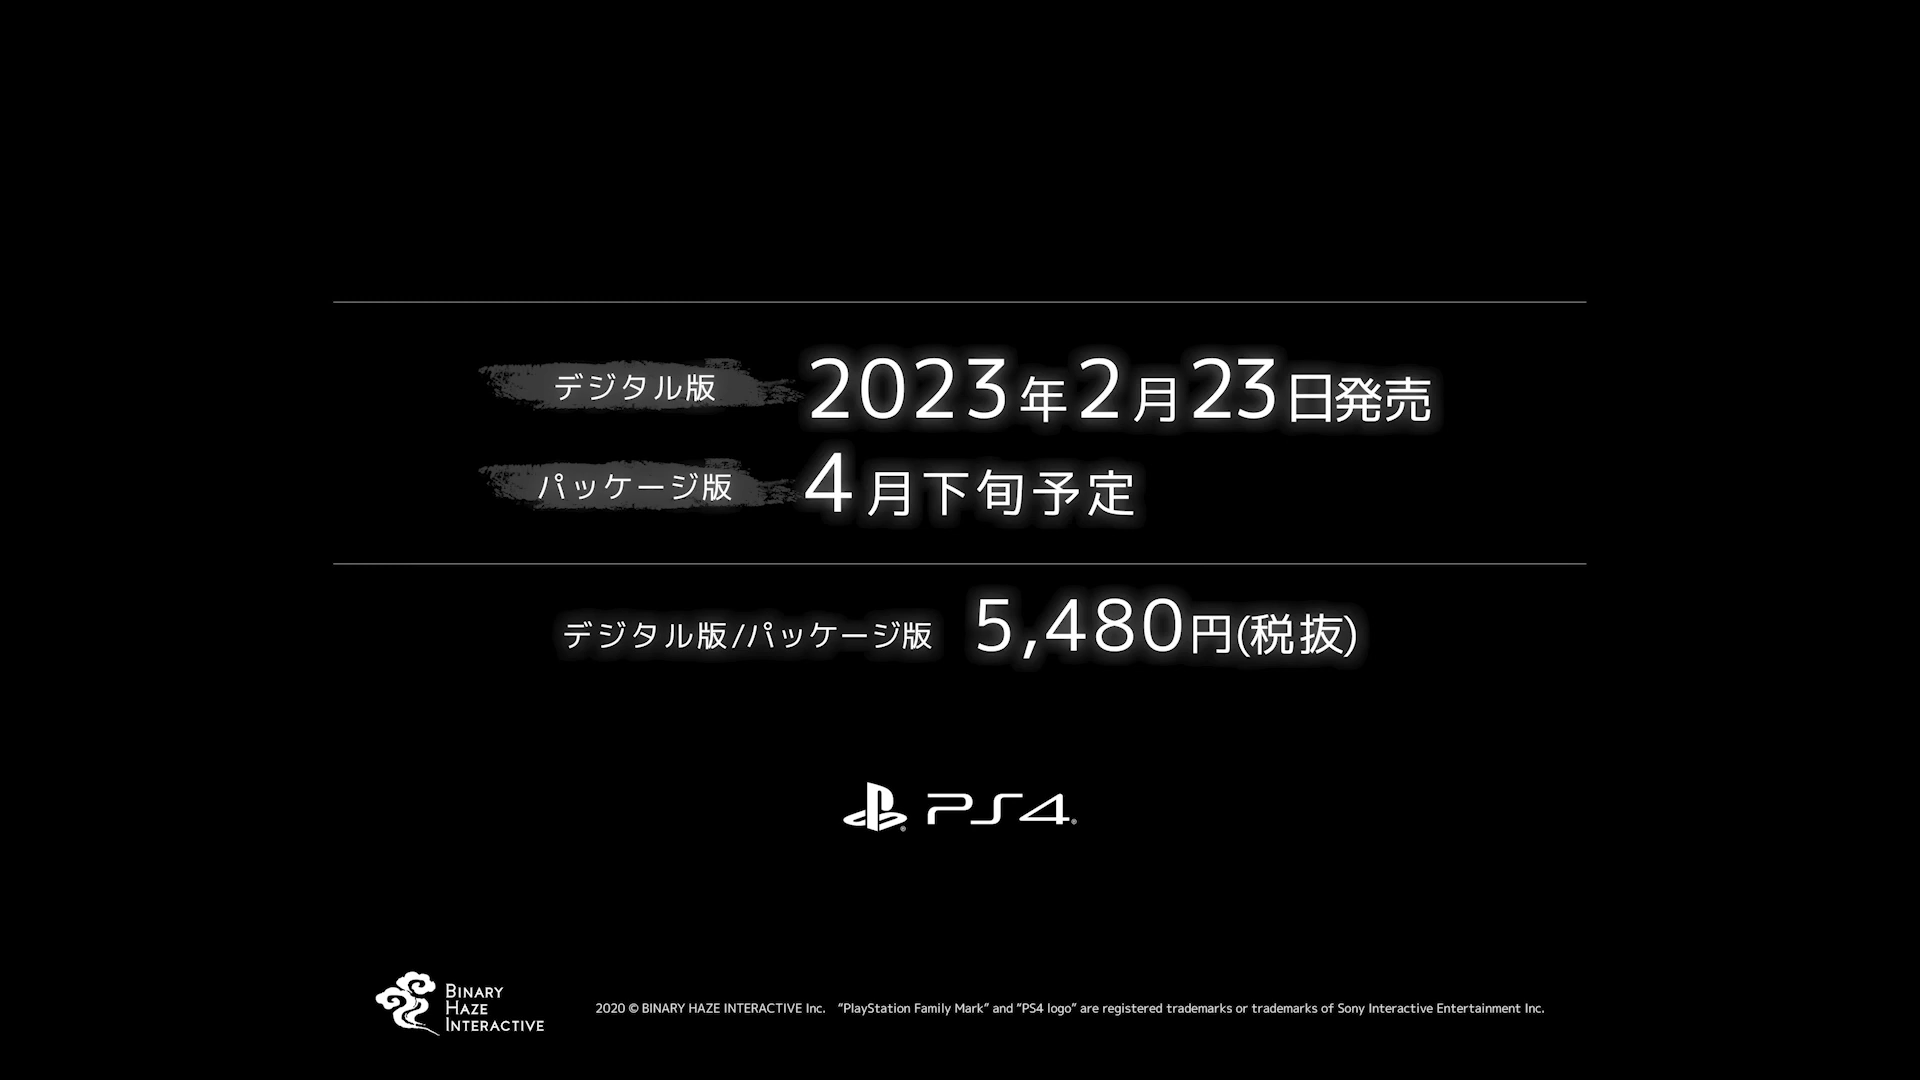 デジタル版 2023年2月23日発売
パッケージ版 4月下旬予定
デジタル版/パッケージ版 5,480円(税抜)
PS4
BINARY
HAZE
INTERACTIVE
2020 © BINARY HAZE INTERACTIVE Inc. "PlayStation Family Mark" and "PS4 logo" are registered trademarks or trademarks of Sony Interactive Entertainment Inc.